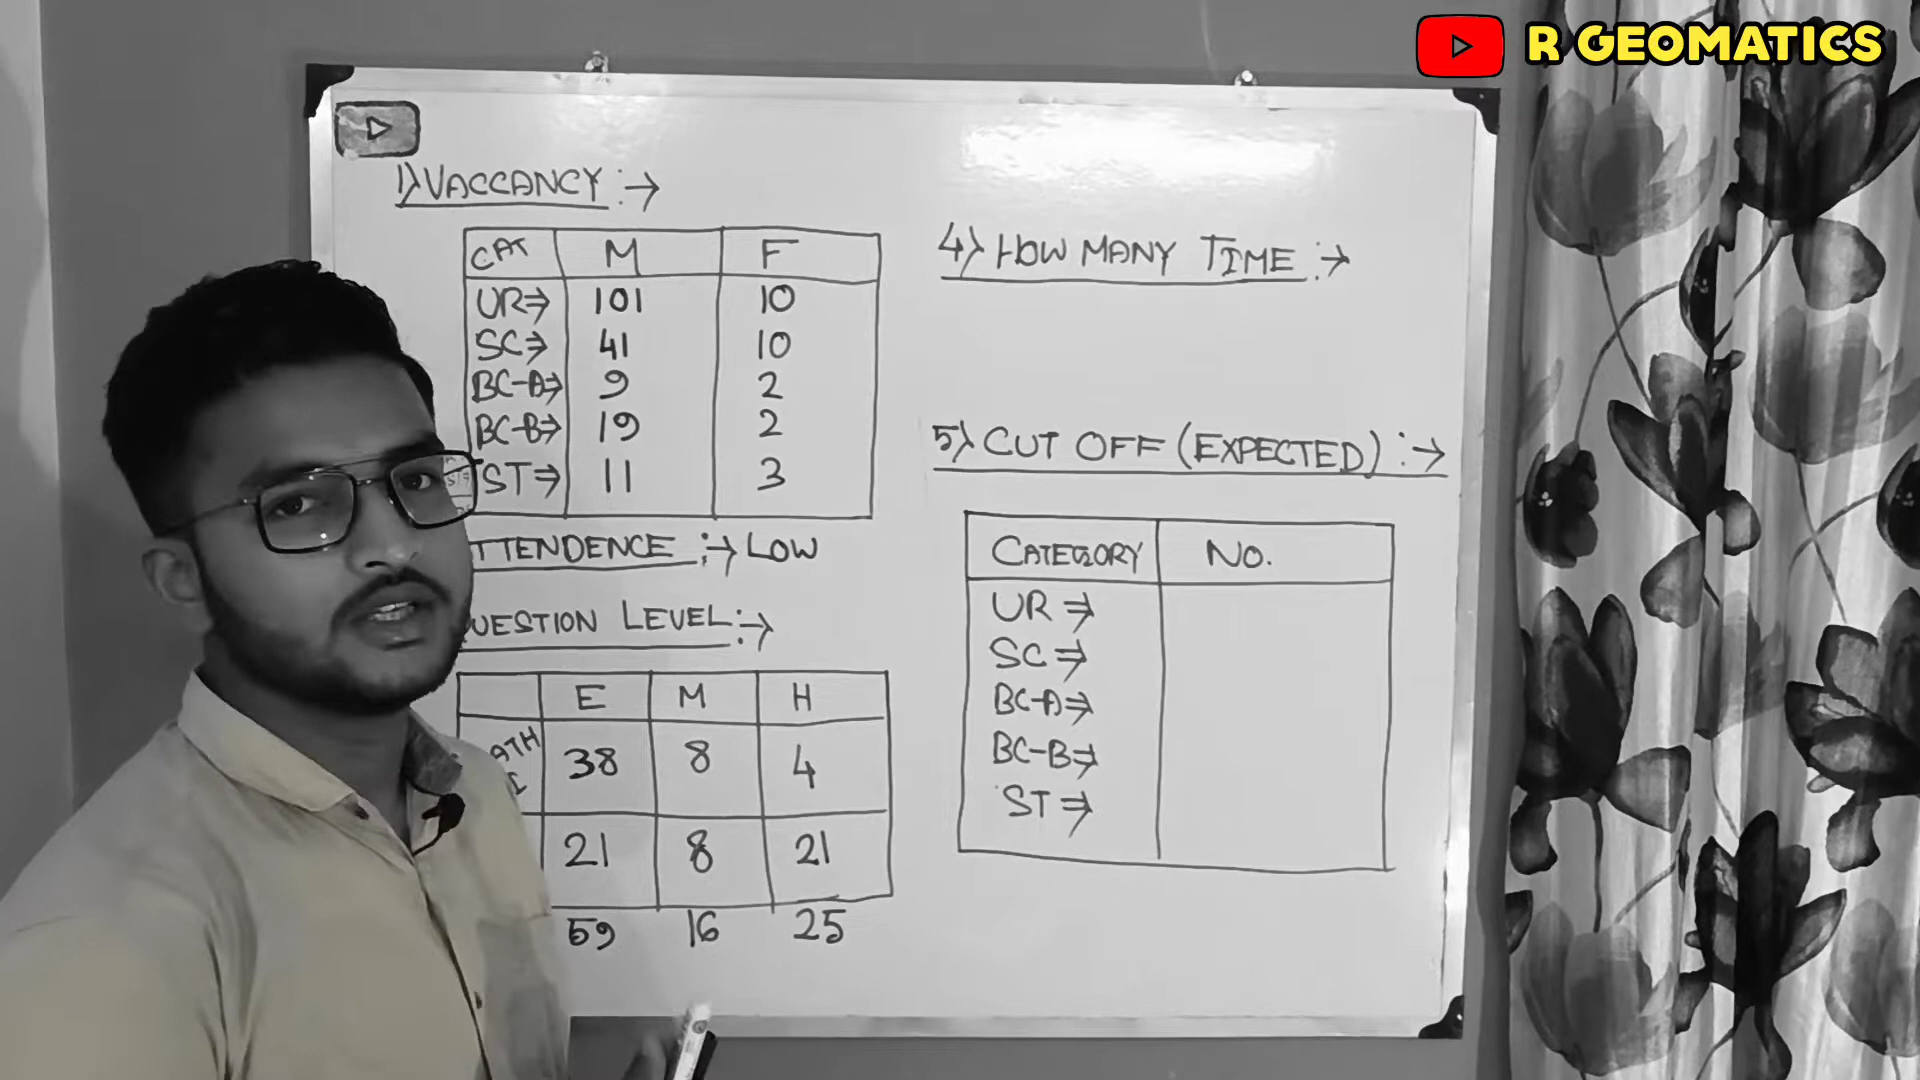 R GEOMATICS
1) VACCANCY :→
CAT M F
UR⇒ 101 10
SC⇒ 41 10
BC-A⇒ 9 2
BC-B⇒ 19 2
ST⇒ 11 3
TTENDENCE :→ LOW
UESTION LEVEL :→
E M H
ATH 38 8 4
I
21 8 21
59 16 25
4) HOW MANY TIME :→
5) CUT OFF (EXPECTED) :→
CATEGORY NO.
UR⇒
SC⇒
BC-A⇒
BC-B⇒
ST⇒